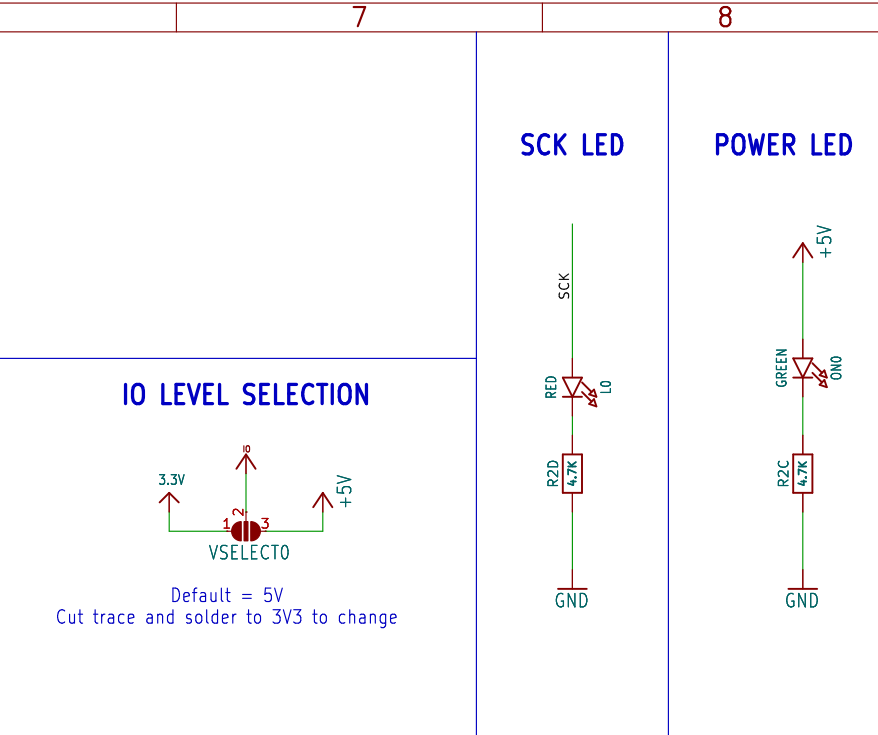 7
8
SCK LED
POWER LED
+5V
SCK
RED
L0
GREEN
ON0
IO LEVEL SELECTION
IO
3.3V
+5V
1
2
3
VSELECT0
R2D
4.7K
R2C
4.7K
Default = 5V
Cut trace and solder to 3V3 to change
GND
GND